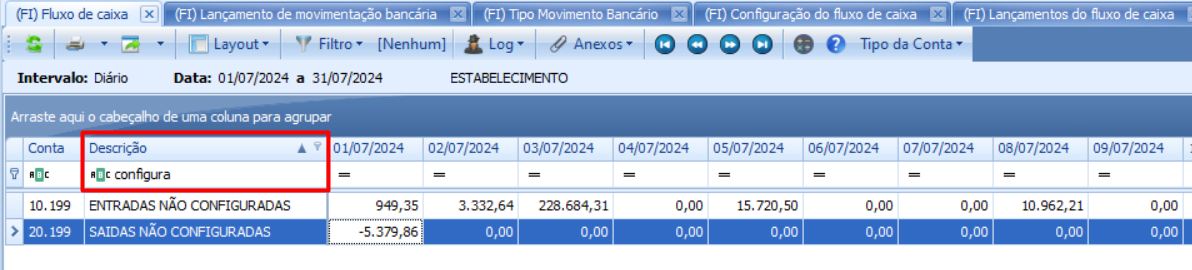 (FI) Fluxo de caixa (FI) Lançamento de movimentação bancária (FI) Tipo Movimento Bancário (FI) Configuração do fluxo de caixa (FI) Lançamentos do fluxo de caixa
Layout Filtro [Nenhum] Log Anexos Tipo da Conta
Intervalo: Diário Data: 01/07/2024 a 31/07/2024 ESTABELECIMENTO
Arraste aqui o cabeçalho de uma coluna para agrupar
Conta Descrição 01/07/2024 02/07/2024 03/07/2024 04/07/2024 05/07/2024 06/07/2024 07/07/2024 08/07/2024 09/07/2024
ABC ABC configura = = = = = = = = =
10.199 ENTRADAS NÃO CONFIGURADAS 949,35 3.332,64 228.684,31 0,00 15.720,50 0,00 0,00 10.962,21 0,00
20.199 SAIDAS NÃO CONFIGURADAS -5.379,86 0,00 0,00 0,00 0,00 0,00 0,00 0,00 0,00